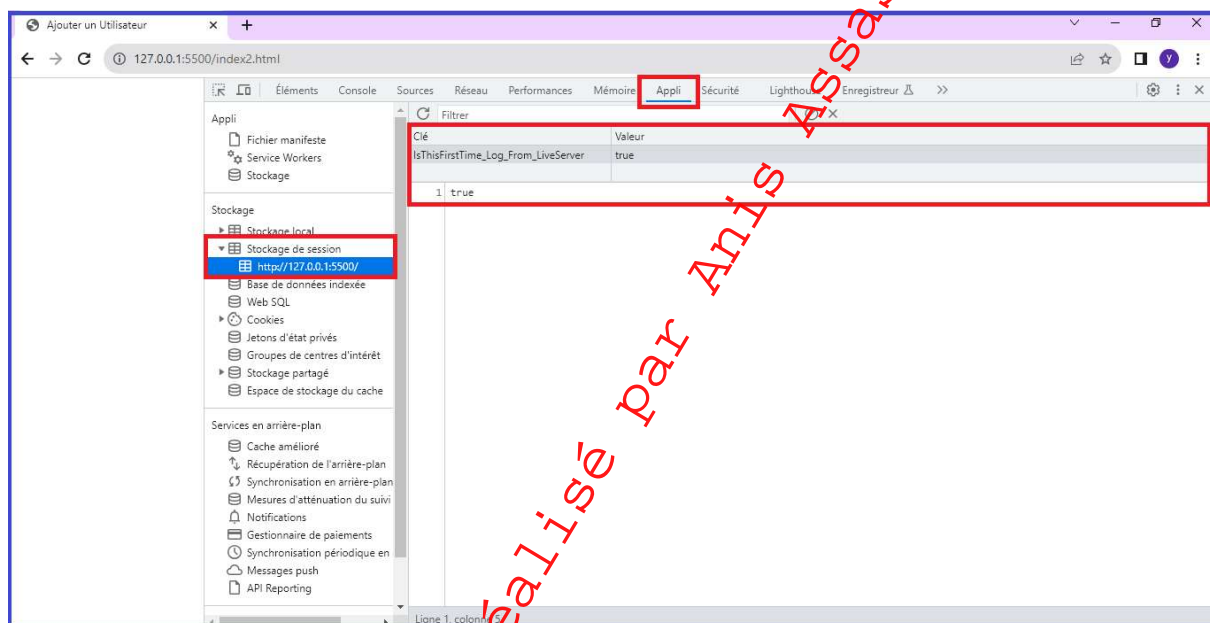 Ajouter un Utilisateur
127.0.0.1:5500/index2.html
y
Éléments Console Sources Réseau Performances Mémoire Appli Sécurité Lighthouse Enregistreur
Appli
Fichier manifeste
Service Workers
Stockage
Stockage
Stockage local
Stockage de session
http://127.0.0.1:5500/
Base de données indexée
Web SQL
Cookies
Jetons d'état privés
Groupes de centres d'intérêt
Stockage partagé
Espace de stockage du cache
Services en arrière-plan
Cache amélioré
Récupération de l'arrière-plan
Synchronisation en arrière-plan
Mesures d'atténuation du suivi
Notifications
Gestionnaire de paiements
Synchronisation périodique en
Messages push
API Reporting
Filtrer
Clé Valeur
IsThisFirstTime_Log_From_LiveServer true
1 true
Ligne 1, colonne 5
éalisé par Anis Assa